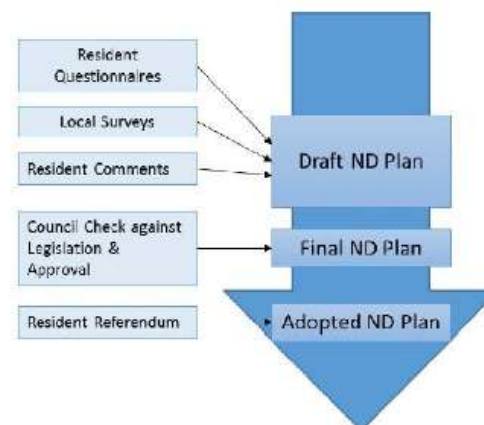 Resident
Questionnaires
Local Surveys
Resident Comments
Draft ND Plan
Council Check against
Legislation &
Approval
Final ND Plan
Resident Referendum
Adopted ND Plan